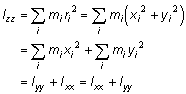 I_zz = ∑_i m_i r_i² = ∑_i m_i (x_i² + y_i²)
= ∑_i m_i x_i² + ∑_i m_i y_i²
= I_yy + I_xx = I_xx + I_yy